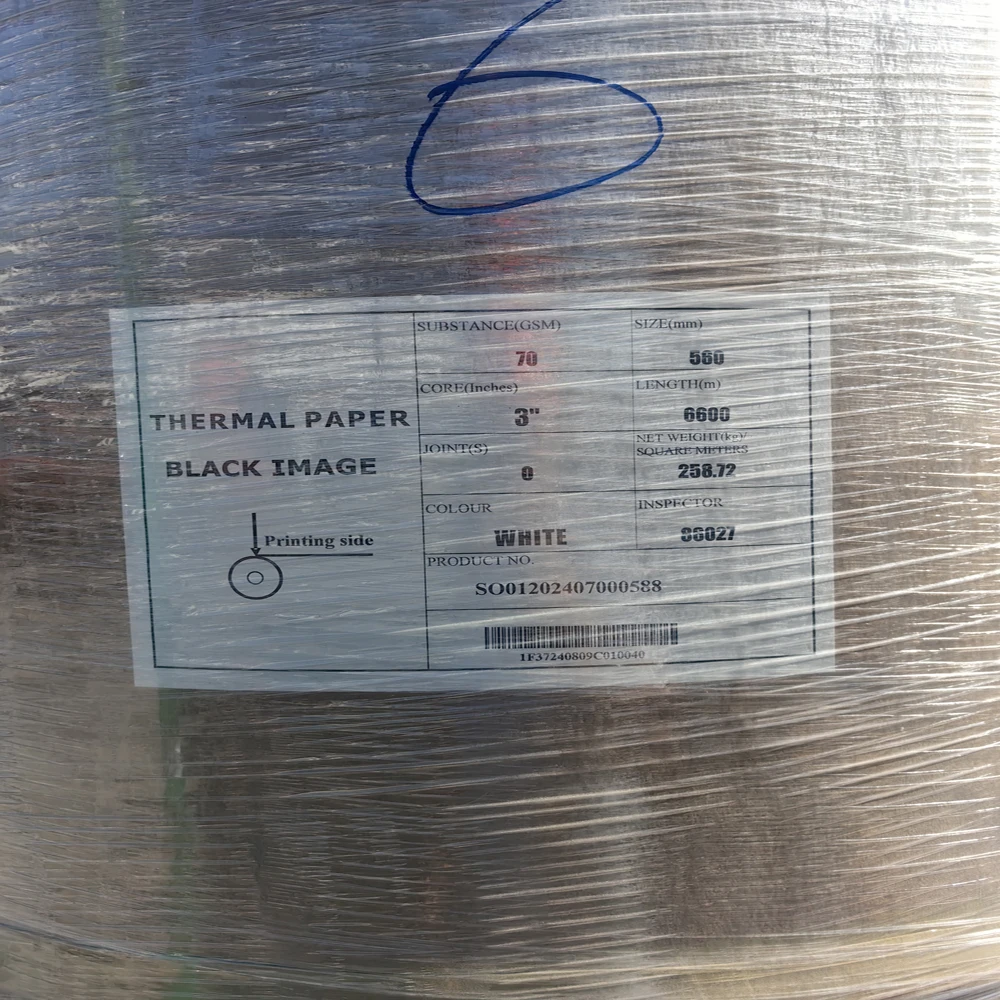 6
THERMAL PAPER
BLACK IMAGE
Printing side
SUBSTANCE(GSM)
70
SIZE(mm)
560
CORE(Inches)
3"
LENGTH(m)
6600
JOINT(S)
0
NET WEIGHT(kg)/
SQUARE METERS
258.72
COLOUR
WHITE
INSPECTOR
PRODUCT NO.
SO01202407000588
1F37240809C010040